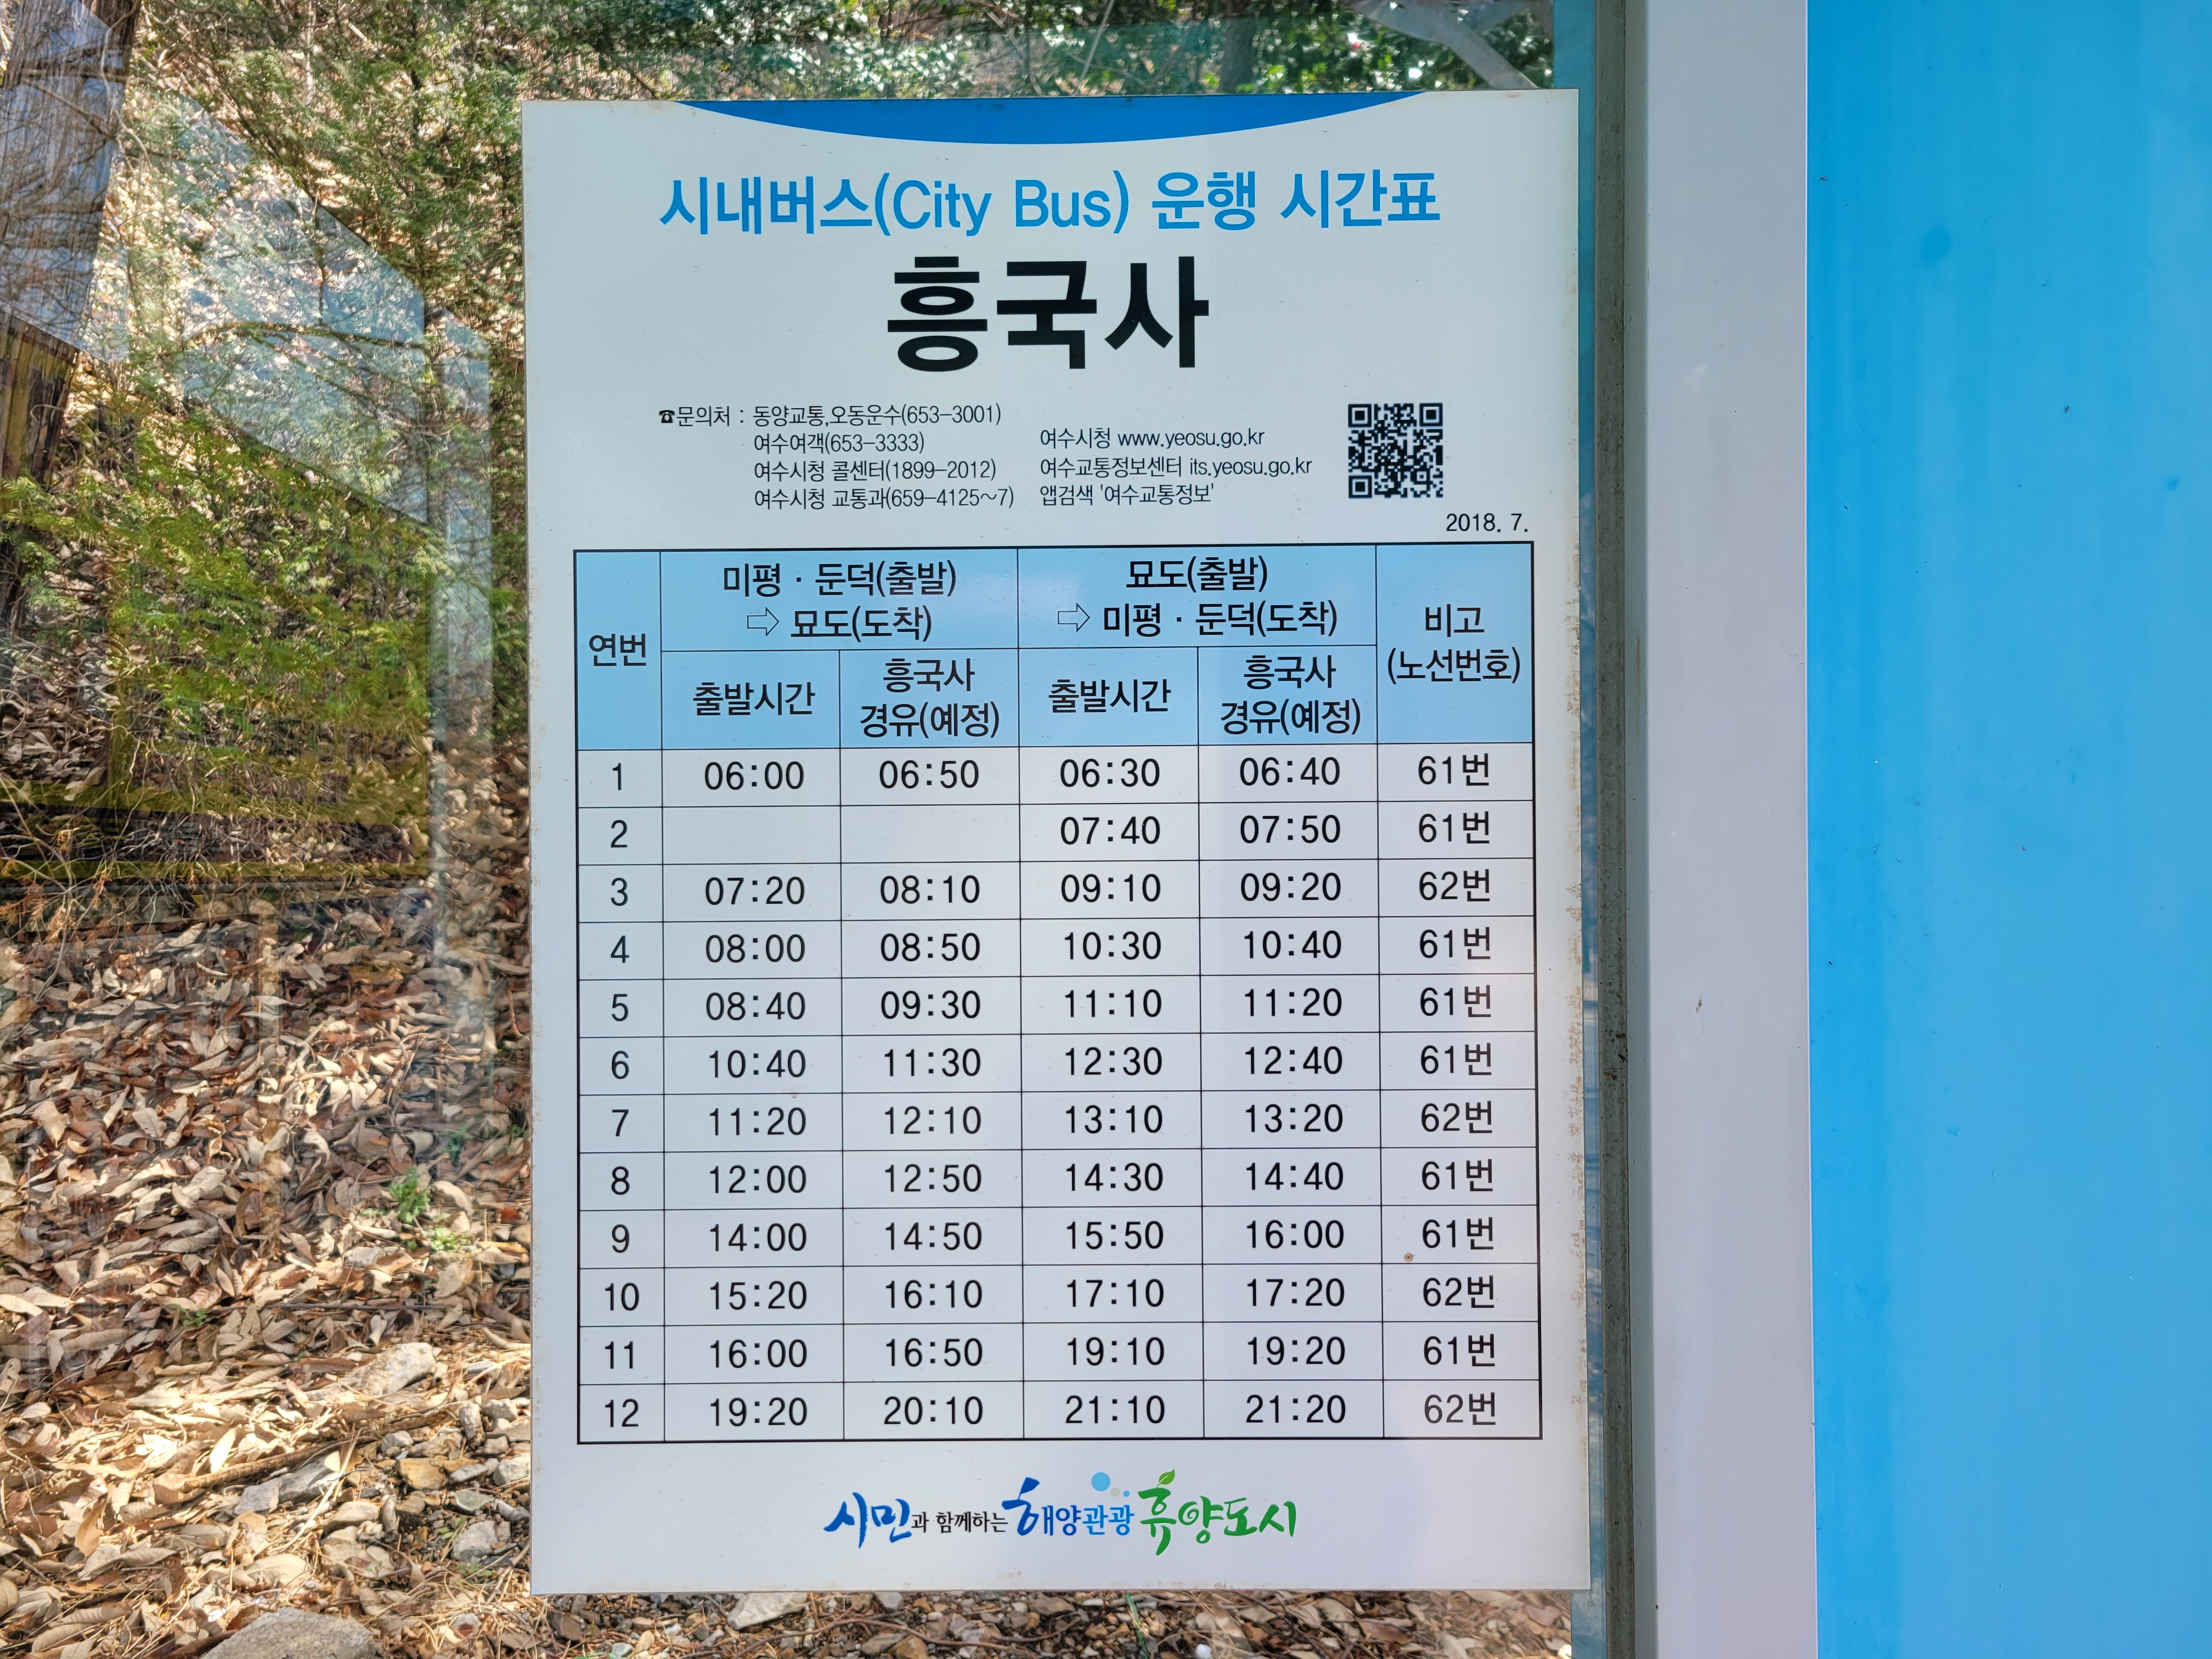 시내버스(City Bus) 운행 시간표
흥국사
☎문의처 : 동양교통,오동운수(653-3001)
여수여객(653-3333)
여수시청 콜센터(1899-2012)
여수시청 교통과(659-4125~7)
여수시청 www.yeosu.go.kr
여수교통정보센터 its.yeosu.go.kr
앱검색 '여수교통정보'
2018. 7.
연번 미평 · 둔덕(출발) ⇨ 묘도(도착) 묘도(출발) ⇨ 미평 · 둔덕(도착) 비고 (노선번호)
출발시간 흥국사 경유(예정) 출발시간 흥국사 경유(예정)
1 06:00 06:50 06:30 06:40 61번
2 07:40 07:50 61번
3 07:20 08:10 09:10 09:20 62번
4 08:00 08:50 10:30 10:40 61번
5 08:40 09:30 11:10 11:20 61번
6 10:40 11:30 12:30 12:40 61번
7 11:20 12:10 13:10 13:20 62번
8 12:00 12:50 14:30 14:40 61번
9 14:00 14:50 15:50 16:00 61번
10 15:20 16:10 17:10 17:20 62번
11 16:00 16:50 19:10 19:20 61번
12 19:20 20:10 21:10 21:20 62번
시민과 함께하는 해양관광 휴양도시